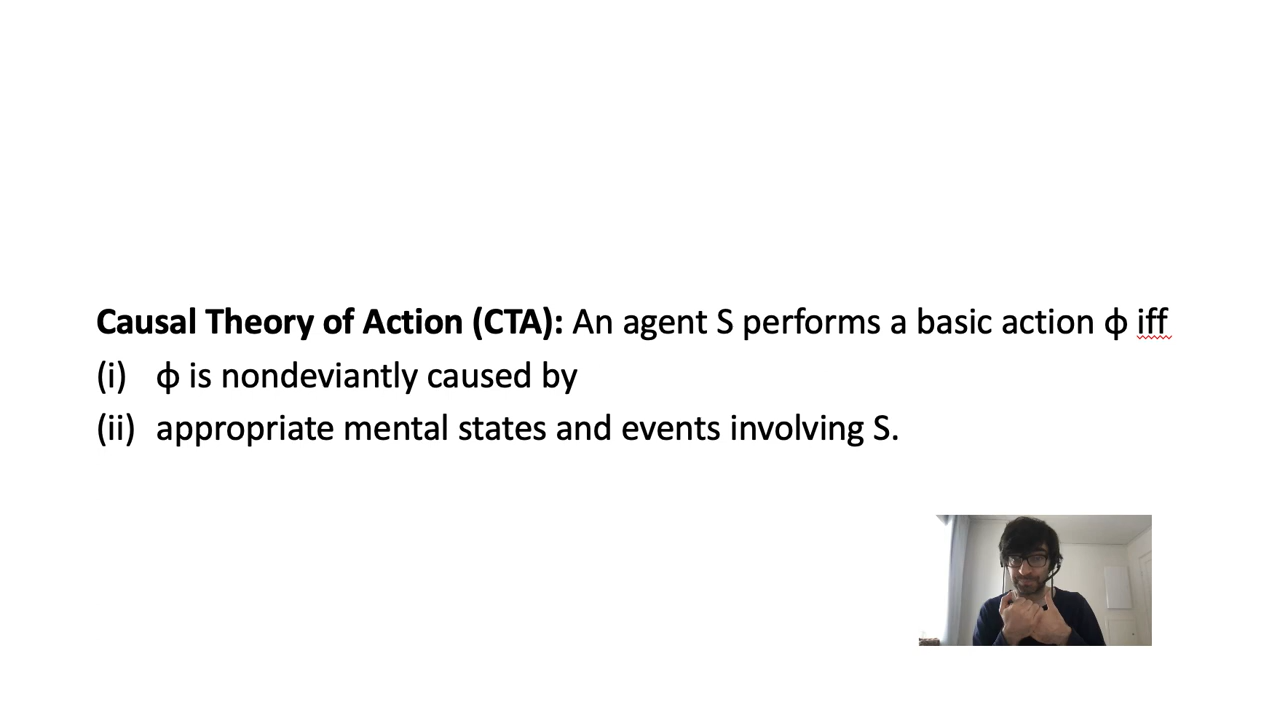 Causal Theory of Action (CTA): An agent S performs a basic action ϕ iff
(i) ϕ is nondeviantly caused by
(ii) appropriate mental states and events involving S.